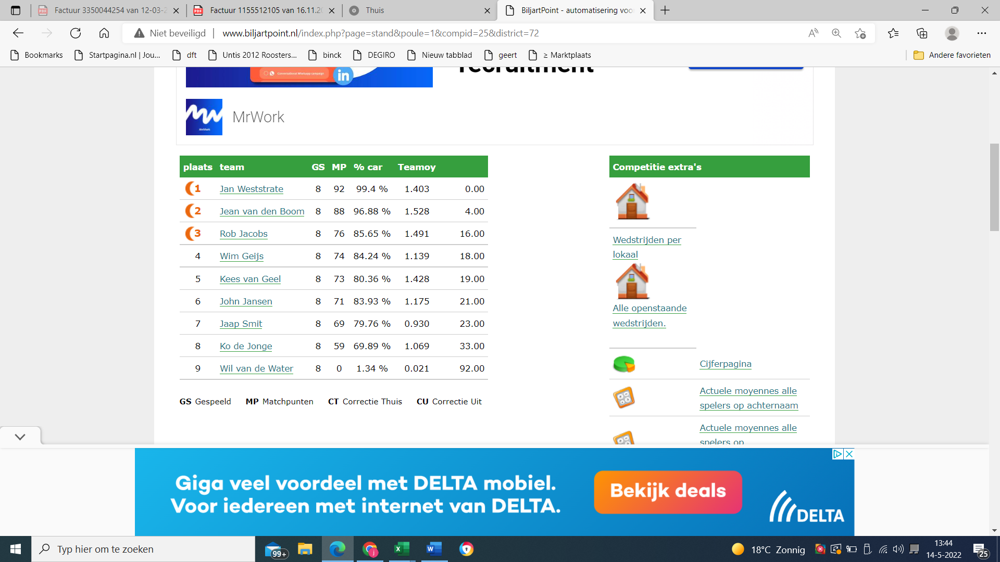 Factuur 3350044254 van 12-03-2
Factuur 1155512105 van 16.11.20
Thuis
BiljartPoint - automatisering voor
Niet beveiligd
www.biljartpoint.nl/index.php?page=stand&poule=1&compid=25&district=72
Bookmarks
Startpagina.nl | Jou...
dft
Untis 2012 Roosters...
binck
DEGIRO
Nieuw tabblad
geert
≥ Marktplaats
Andere favorieten
Conversational Whatsapp campaign
in
recruitment
MrWork
MrWork
plaats team GS MP % car Teamoy
1 Jan Weststrate 8 92 99.4 % 1.403 0.00
2 Jean van den Boom 8 88 96.88 % 1.528 4.00
3 Rob Jacobs 8 76 85.65 % 1.491 16.00
4 Wim Geijs 8 74 84.24 % 1.139 18.00
5 Kees van Geel 8 73 80.36 % 1.428 19.00
6 John Jansen 8 71 83.93 % 1.175 21.00
7 Jaap Smit 8 69 79.76 % 0.930 23.00
8 Ko de Jonge 8 59 69.89 % 1.069 33.00
9 Wil van de Water 8 0 1.34 % 0.021 92.00
GS Gespeeld MP Matchpunten CT Correctie Thuis CU Correctie Uit
Competitie extra's
Wedstrijden per
lokaal
Alle openstaande
wedstrijden.
Cijferpagina
Actuele moyennes alle
spelers op achternaam
Actuele moyennes alle
spelers op
Giga veel voordeel met DELTA mobiel.
Voor iedereen met internet van DELTA.
Bekijk deals
DELTA
Typ hier om te zoeken
99+
18°C Zonnig
13:44
14-5-2022
25